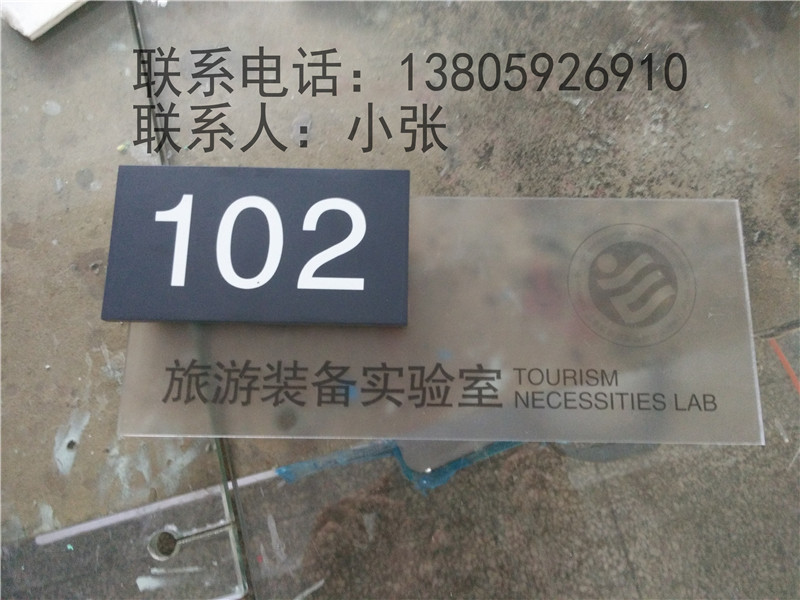 联系电话：13805926910
联系人：小张
102
旅游装备实验室
TOURISM
NECESSITIES LAB